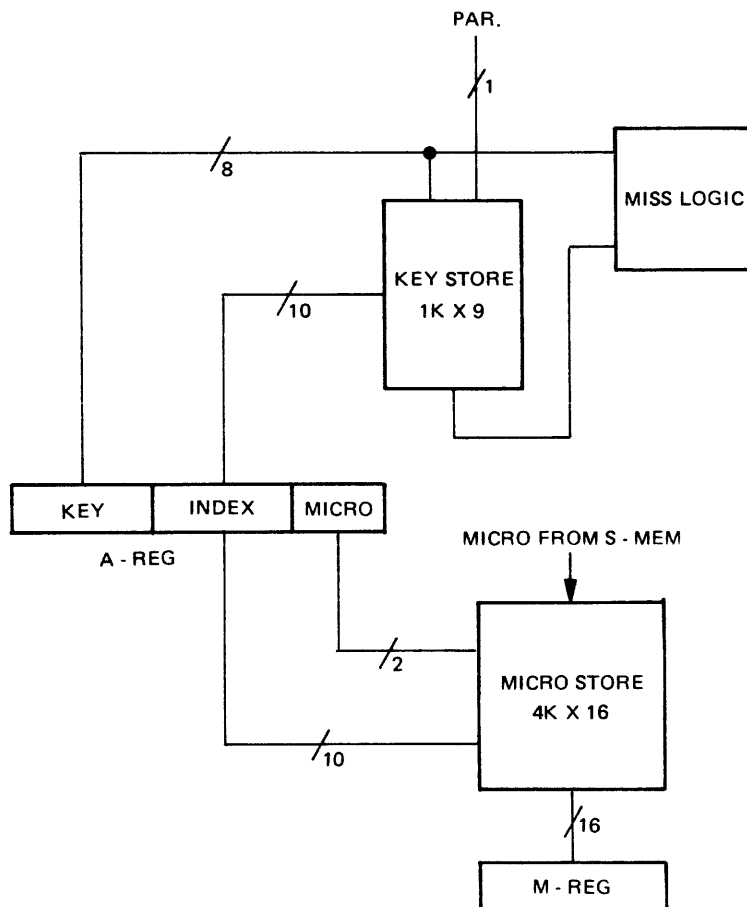 PAR.
1
8
MISS LOGIC
KEY STORE
1K X 9
10
KEY
INDEX
MICRO
A - REG
MICRO FROM S - MEM
2
MICRO STORE
4K X 16
10
16
M - REG